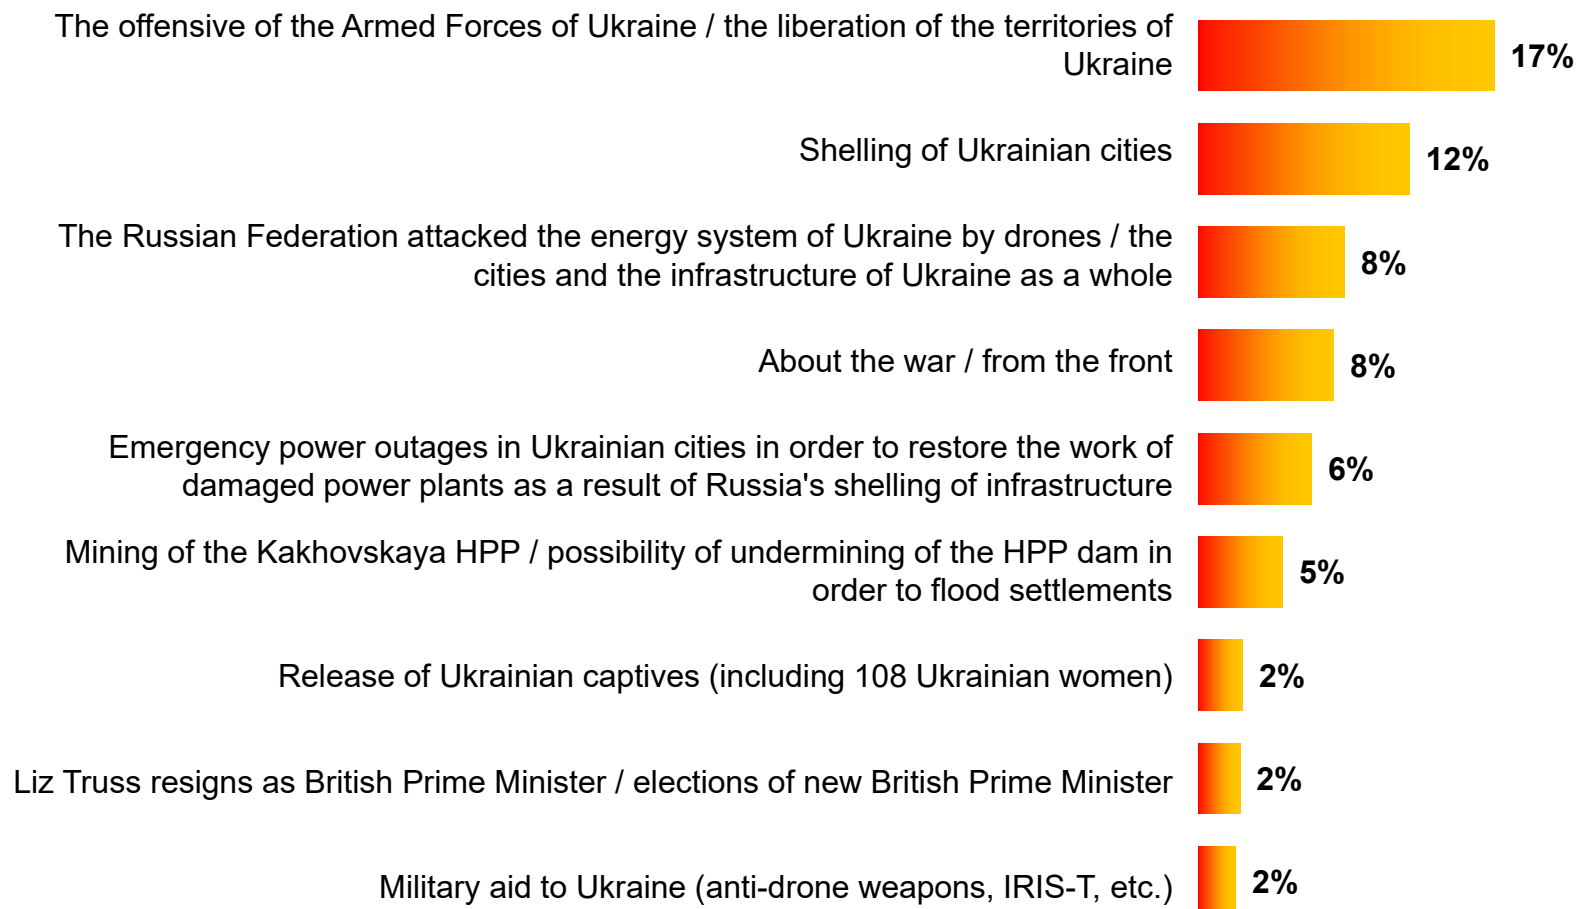 The offensive of the Armed Forces of Ukraine / the liberation of the territories of
Ukraine
17%
Shelling of Ukrainian cities
12%
The Russian Federation attacked the energy system of Ukraine by drones / the
cities and the infrastructure of Ukraine as a whole
8%
About the war / from the front
8%
Emergency power outages in Ukrainian cities in order to restore the work of
damaged power plants as a result of Russia's shelling of infrastructure
6%
Mining of the Kakhovskaya HPP / possibility of undermining of the HPP dam in
order to flood settlements
5%
Release of Ukrainian captives (including 108 Ukrainian women)
2%
Liz Truss resigns as British Prime Minister / elections of new British Prime Minister
2%
Military aid to Ukraine (anti-drone weapons, IRIS-T, etc.)
2%